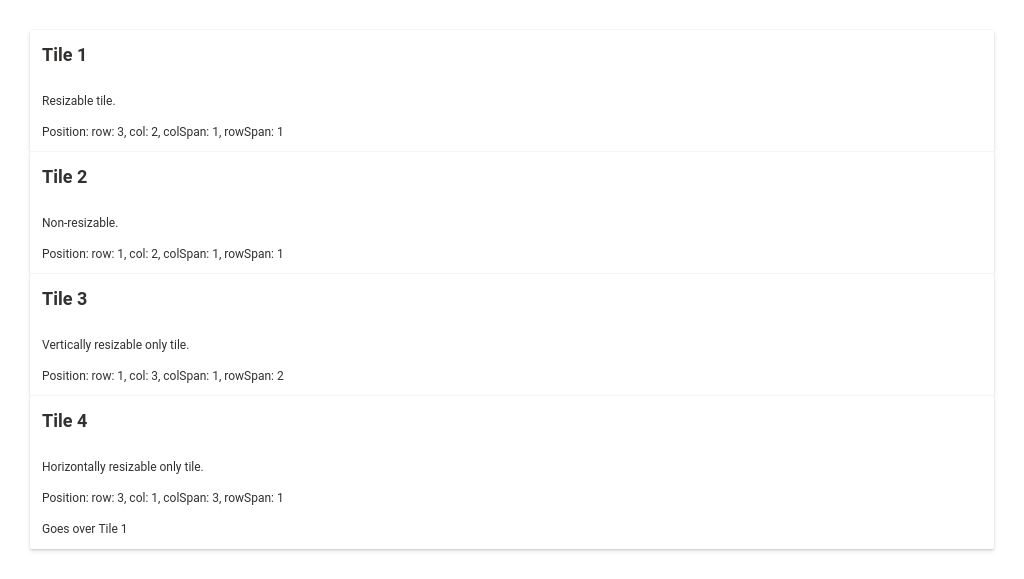 Tile 1
Resizable tile.
Position: row: 3, col: 2, colSpan: 1, rowSpan: 1
Tile 2
Non-resizable.
Position: row: 1, col: 2, colSpan: 1, rowSpan: 1
Tile 3
Vertically resizable only tile.
Position: row: 1, col: 3, colSpan: 1, rowSpan: 2
Tile 4
Horizontally resizable only tile.
Position: row: 3, col: 1, colSpan: 3, rowSpan: 1
Goes over Tile 1